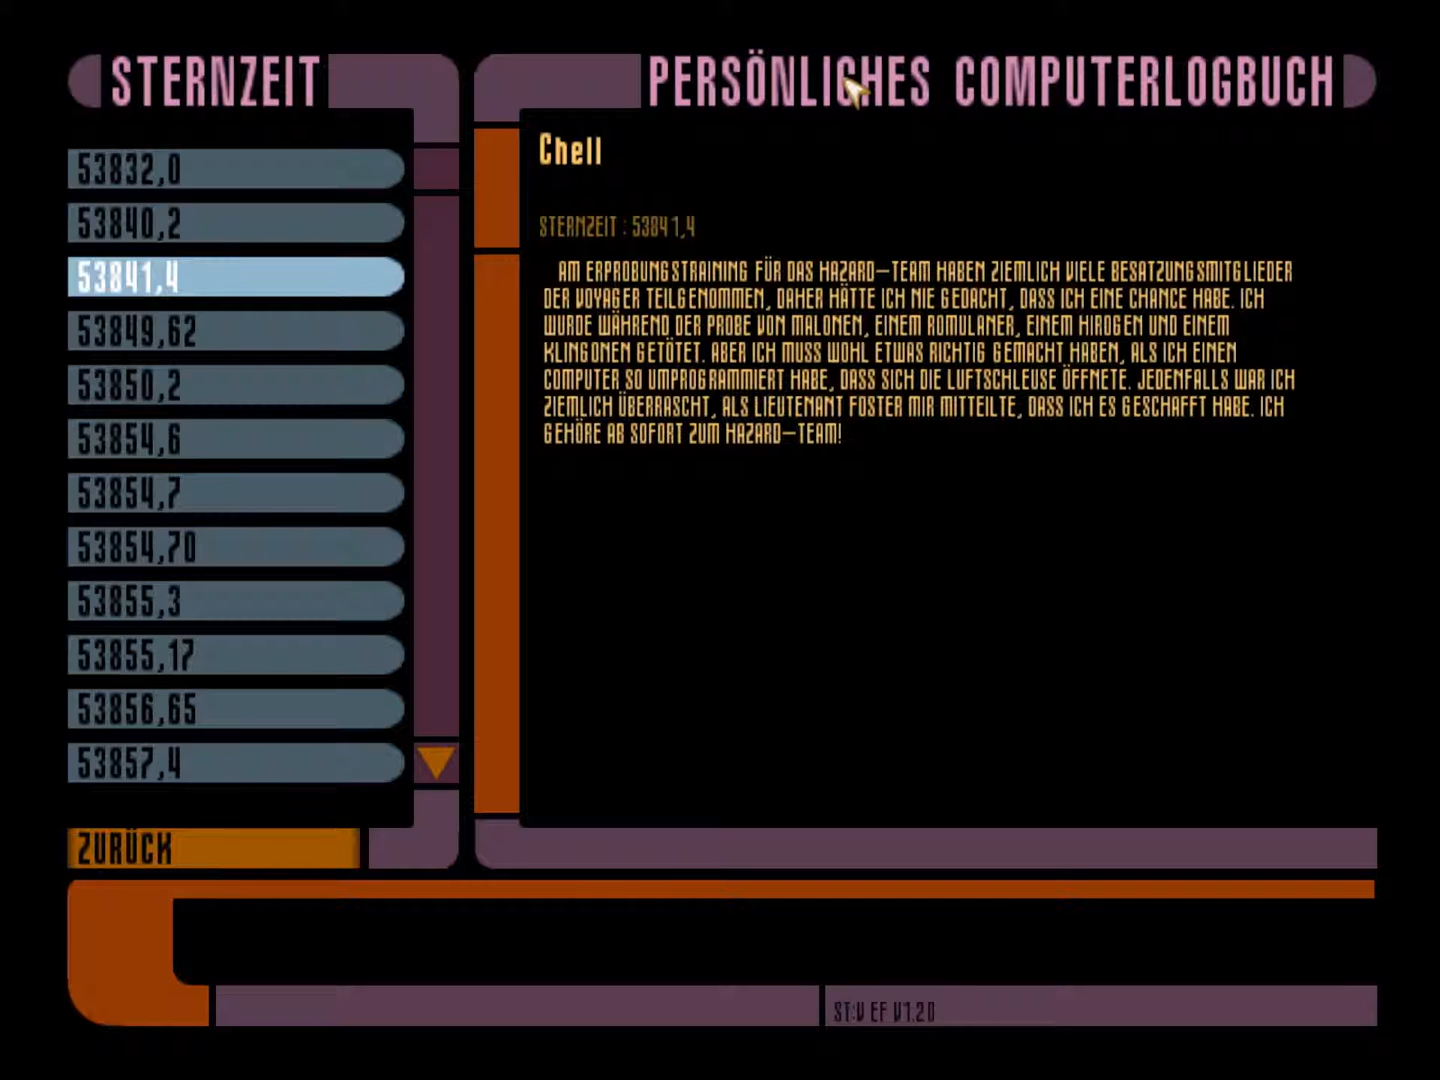 STERNZEIT
PERSÖNLICHES COMPUTERLOGBUCH
53832,0
53840,2
53841,4
53849,62
53850,2
53854,6
53854,7
53854,70
53855,3
53855,17
53856,65
53857,4
ZURÜCK
Chell
STERNZEIT : 53841,4
AM ERPROBUNGSTRAINING FÜR DAS HAZARD-TEAM HABEN ZIEMLICH VIELE BESATZUNGSMITGLIEDER
DER VOYAGER TEILGENOMMEN, DAHER HÄTTE ICH NIE GEDACHT, DASS ICH EINE CHANCE HABE. ICH
WURDE WÄHREND DER PROBE VON MALONEN, EINEM ROMULANER, EINEM HIROGEN UND EINEM
KLINGONEN GETÖTET. ABER ICH MUSS WOHL ETWAS RICHTIG GEMACHT HABEN, ALS ICH EINEN
COMPUTER SO UMPROGRAMMIERT HABE, DASS SICH DIE LUFTSCHLEUSE ÖFFNETE. JEDENFALLS WAR ICH
ZIEMLICH ÜBERRASCHT, ALS LIEUTENANT FOSTER MIR MITTEILTE, DASS ICH ES GESCHAFFT HABE. ICH
GEHÖRE AB SOFORT ZUM HAZARD-TEAM!
ST:V EF V1.20